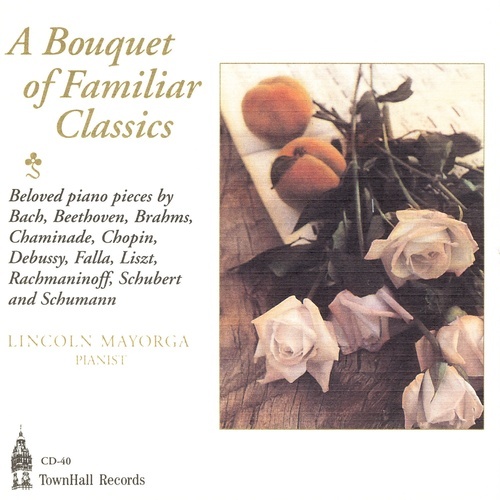 A Bouquet
of Familiar
Classics
Beloved piano pieces by
Bach, Beethoven, Brahms,
Chaminade, Chopin,
Debussy, Falla, Liszt,
Rachmaninoff, Schubert
and Schumann
LINCOLN MAYORGA
PIANIST
CD-40
TownHall Records